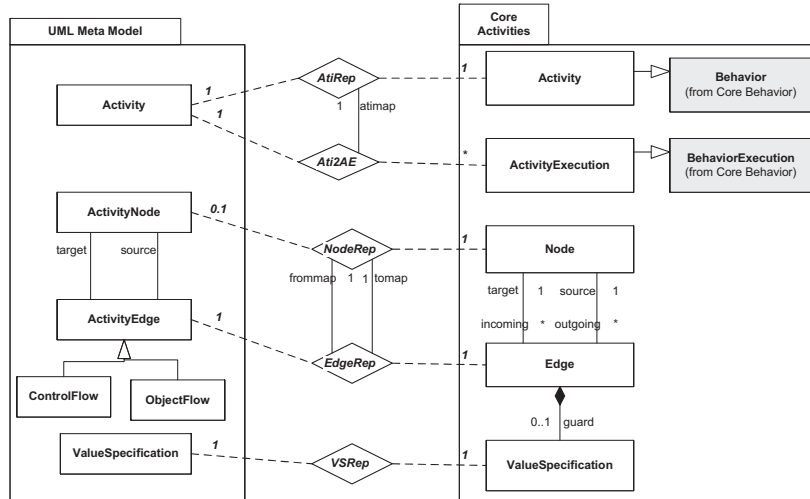 UML Meta Model
Core
Activities
Activity
1
1
AtiRep
1
1
atimap
Ati2AE
*
Activity
Behavior
(from Core Behavior)
ActivityExecution
BehaviorExecution
(from Core Behavior)
ActivityNode
0.1
NodeRep
1
Node
target
source
frommap
1
1
tomap
target
1
source
1
incoming
*
outgoing
*
ActivityEdge
1
EdgeRep
1
Edge
ControlFlow
ObjectFlow
0..1
guard
ValueSpecification
1
VSRep
1
ValueSpecification